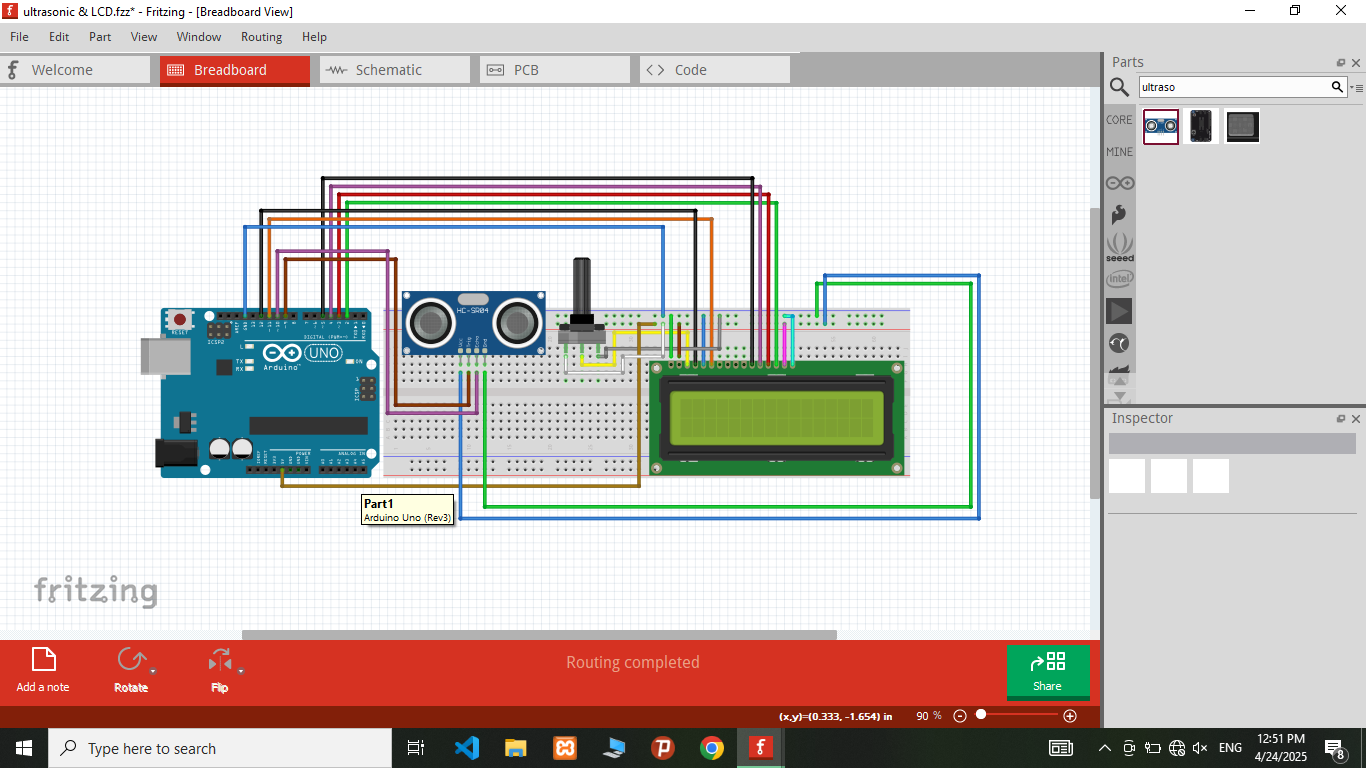 ultrasonic & LCD.fzz* - Fritzing - [Breadboard View]
File Edit Part View Window Routing Help
Welcome
Breadboard
Schematic
PCB
Code
Parts
ultraso
CORE
MINE
seeed
intel
HC-SR04
RESET
ICSP2
L
TX
RX
ON
UNO
Arduino
ICSP
POWER
ANALOG IN
Part1
Arduino Uno (Rev3)
fritzing
Inspector
Add a note
Rotate
Flip
Routing completed
Share
(x,y)=(0.333, -1.654) in
90 %
Type here to search
ENG
12:51 PM
4/24/2025
8